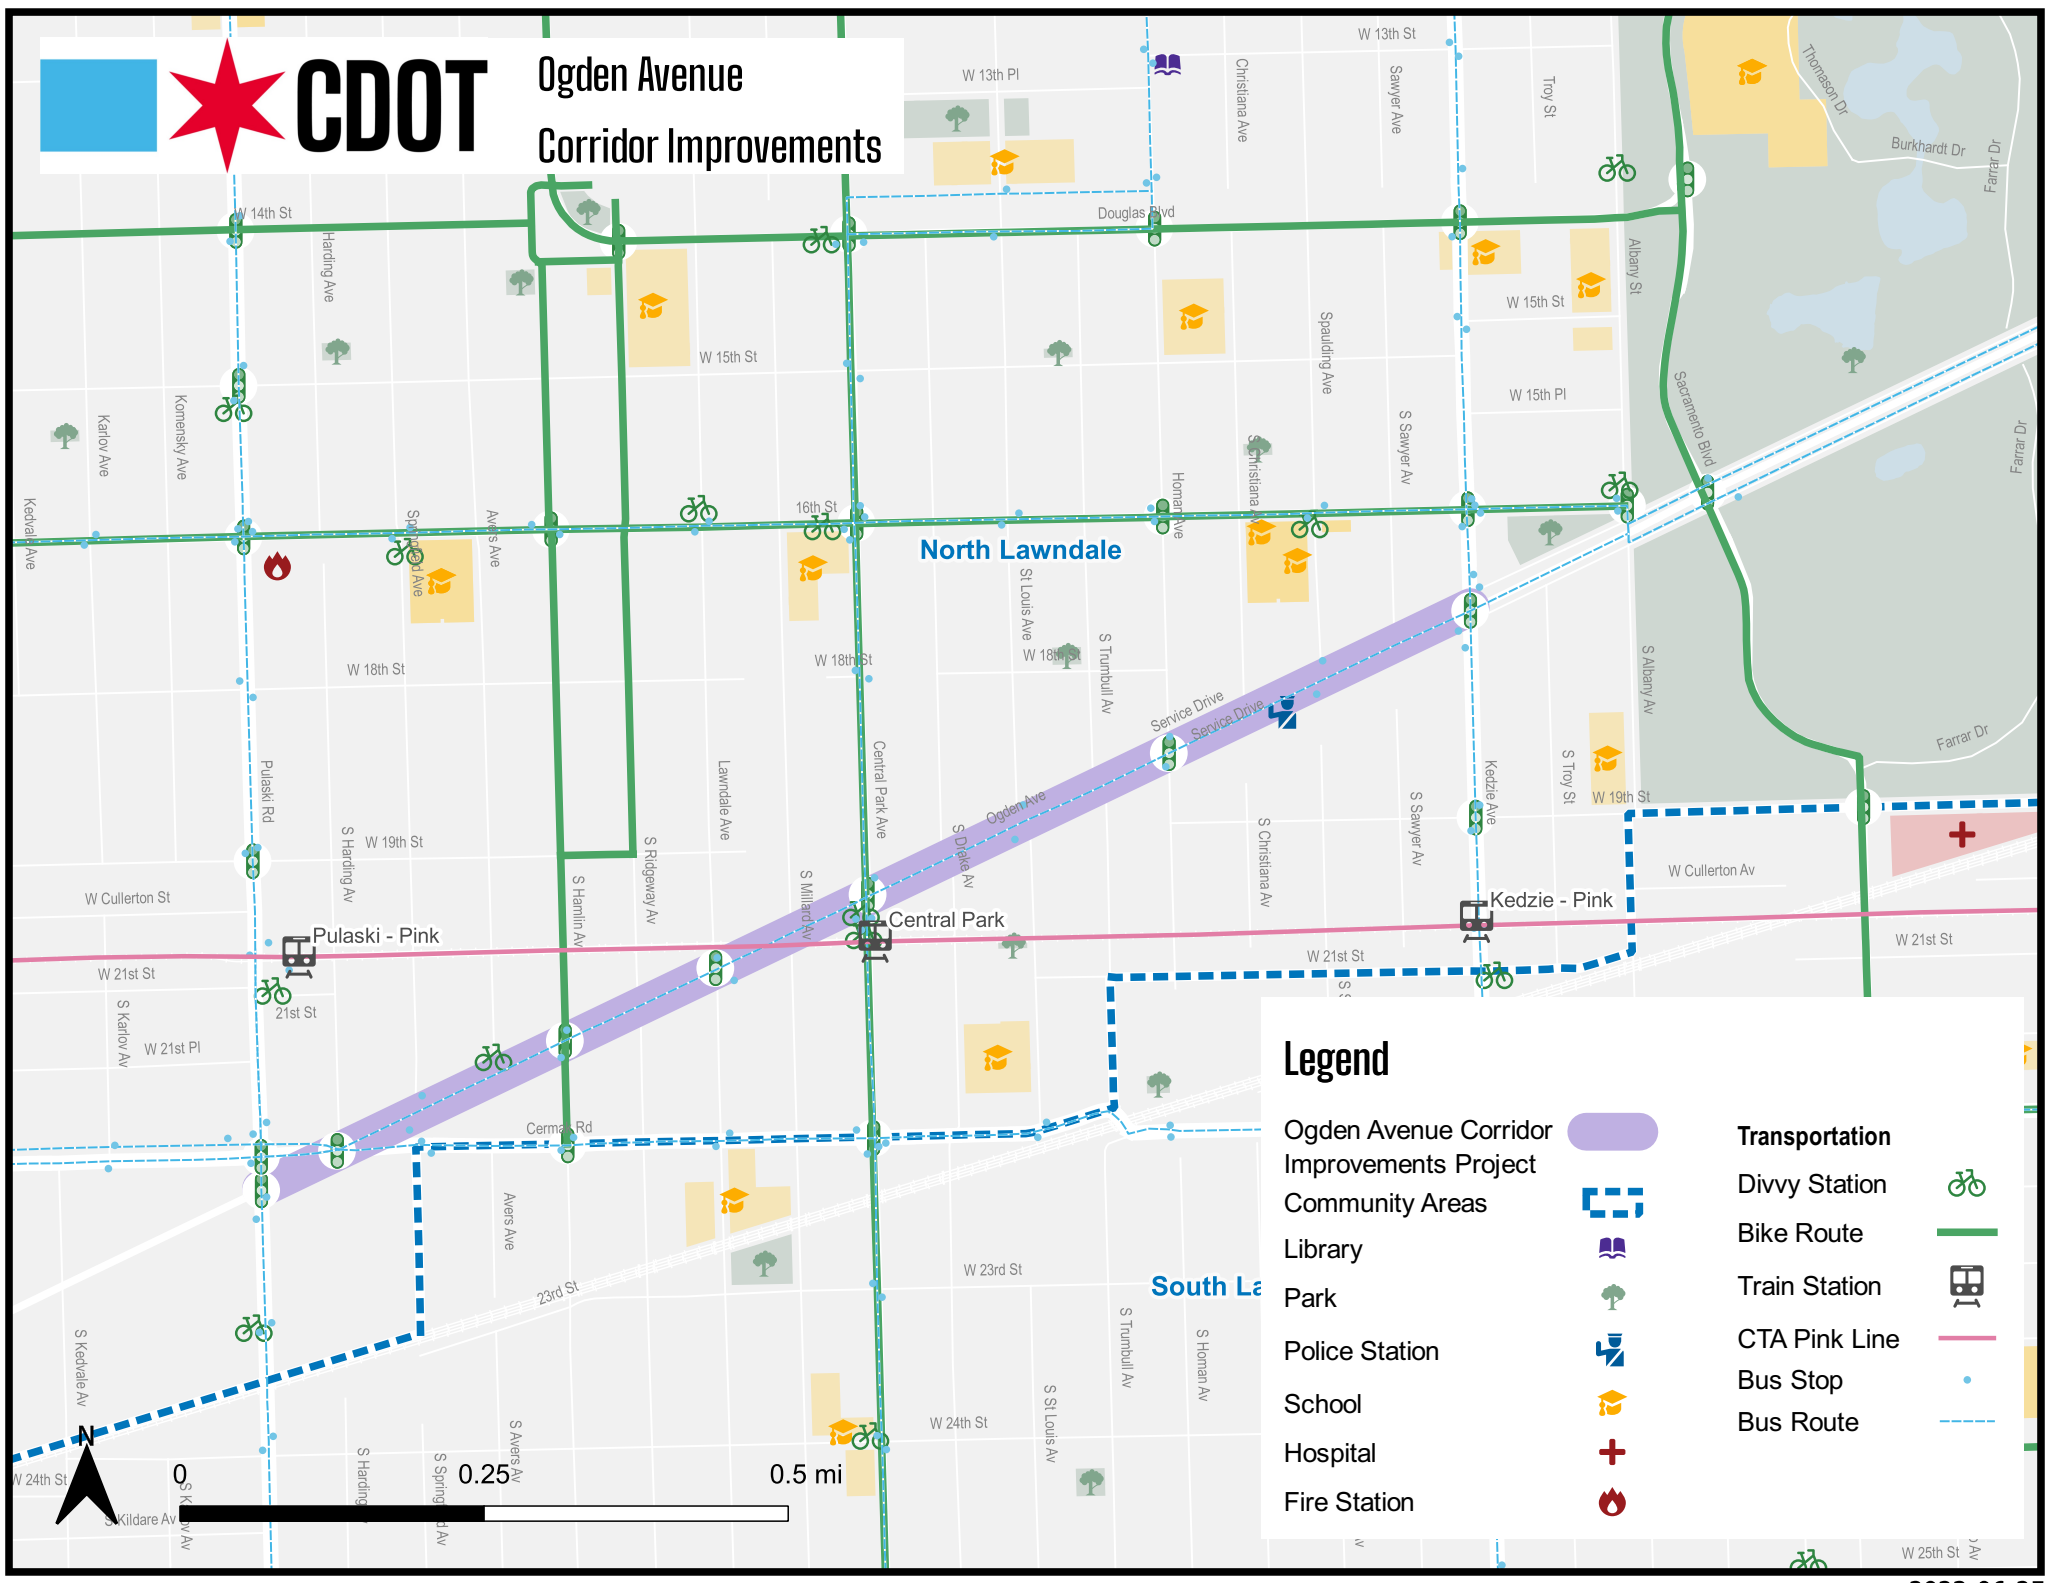 CDOT
Ogden Avenue
Corridor Improvements
W 13th St
W 13th Pl
Christiana Ave
Sawyer Ave
Troy St
Thomason Dr
Burkhardt Dr
Farrar Dr
W 14th St
Douglas Blvd
Harding Ave
Albany St
W 15th St
W 15th St
Spaulding Ave
W 15th Pl
Sacramento Blvd
Karlov Ave
Komensky Ave
S Sawyer Av
S Christiana Av
Farrar Dr
Kedvale Ave
Springfield Ave
Avers Ave
16th St
Homan Ave
North Lawndale
St Louis Ave
W 18th St
W 18th St
W 18th St
S Trumbull Av
S Albany Av
Service Drive
Service Drive
Pulaski Rd
Lawndale Ave
Central Park Ave
Ogden Ave
Kedzie Ave
S Troy St
Farrar Dr
W 19th St
W 19th St
S Harding Av
S Ridgeway Av
S Drake Av
S Christiana Av
S Sawyer Av
W Cullerton St
S Hamlin Av
S Millard Av
W Cullerton Av
Pulaski - Pink
Central Park
Kedzie - Pink
W 21st St
W 21st St
W 21st St
21st St
S Karlov Av
W 21st Pl
Cermak Rd
Avers Ave
W 23rd St
23rd St
South La
S Kedvale Av
S Trumbull Av
S Homan Av
S St Louis Av
W 24th St
S Avers Av
N
W 24th St
S Harding
0
0.25
0.5 mi
S Kildare Av
W 25th St
Legend
Ogden Avenue Corridor
Improvements Project
Community Areas
Library
Park
Police Station
School
Hospital
Fire Station
Transportation
Divvy Station
Bike Route
Train Station
CTA Pink Line
Bus Stop
Bus Route